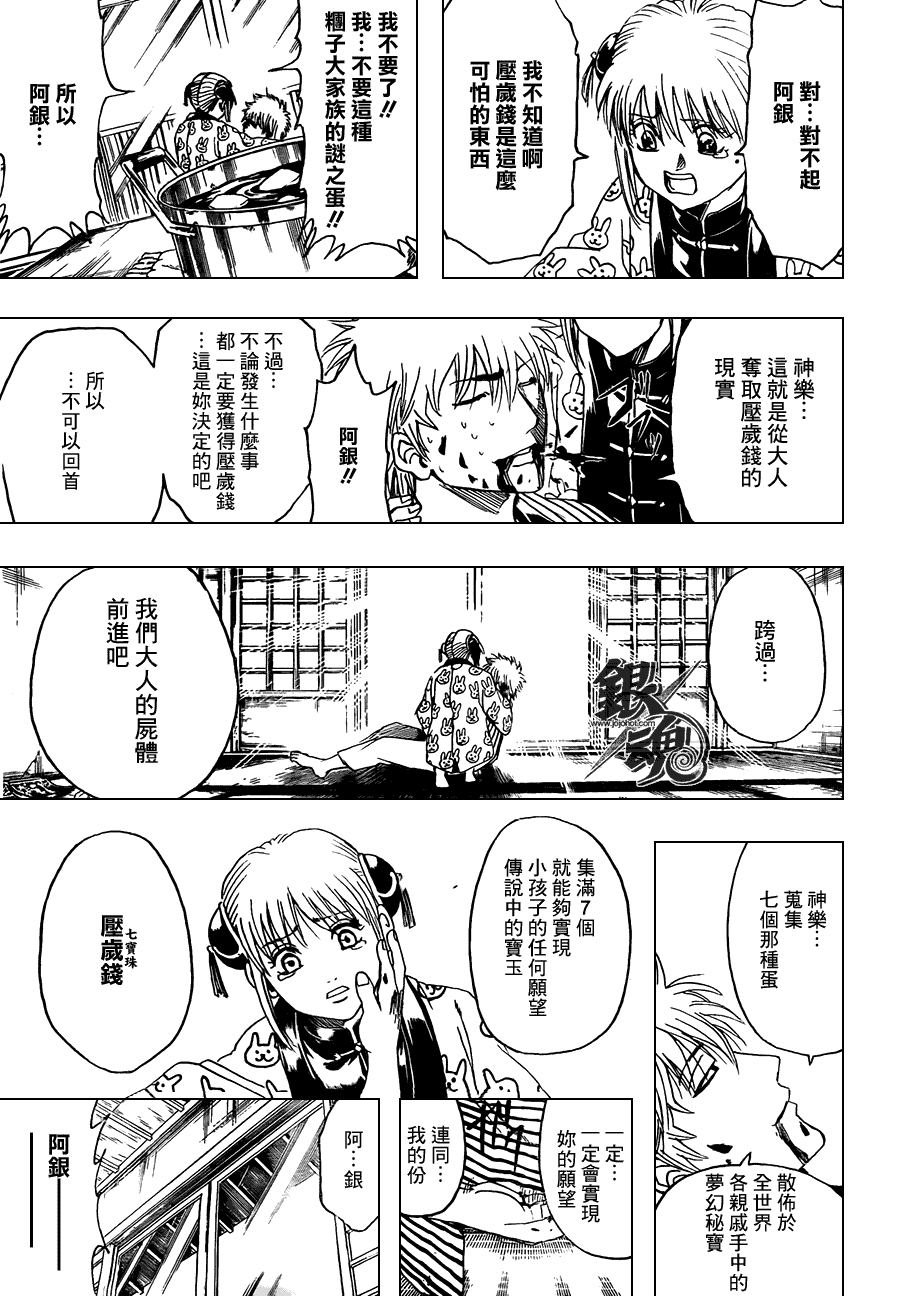 對…對不起
阿銀
我不知道啊
壓歲錢是這麼
可怕的東西
我不要了!!
我…不要這種
糰子大家族的謎之蛋!!
所以
阿銀…
神樂…
這就是從大人
奪取壓歲錢的
現實
阿銀!!
不過…
不論發生什麼事
都一定要獲得壓歲錢
…這是妳決定的吧
所以
…不可以回首
跨過…
我們大人的屍體
前進吧
銀魂
www.jojohot.com
神樂…
蒐集
七個那種蛋
散佈於
全世界
各親戚手中的
夢幻秘寶
集滿7個
就能夠實現
小孩子的任何願望
傳說中的寶玉
七寶珠
壓歲錢
一定…
一定會實現
妳的願望
連同…
我的份
阿…銀
阿銀——